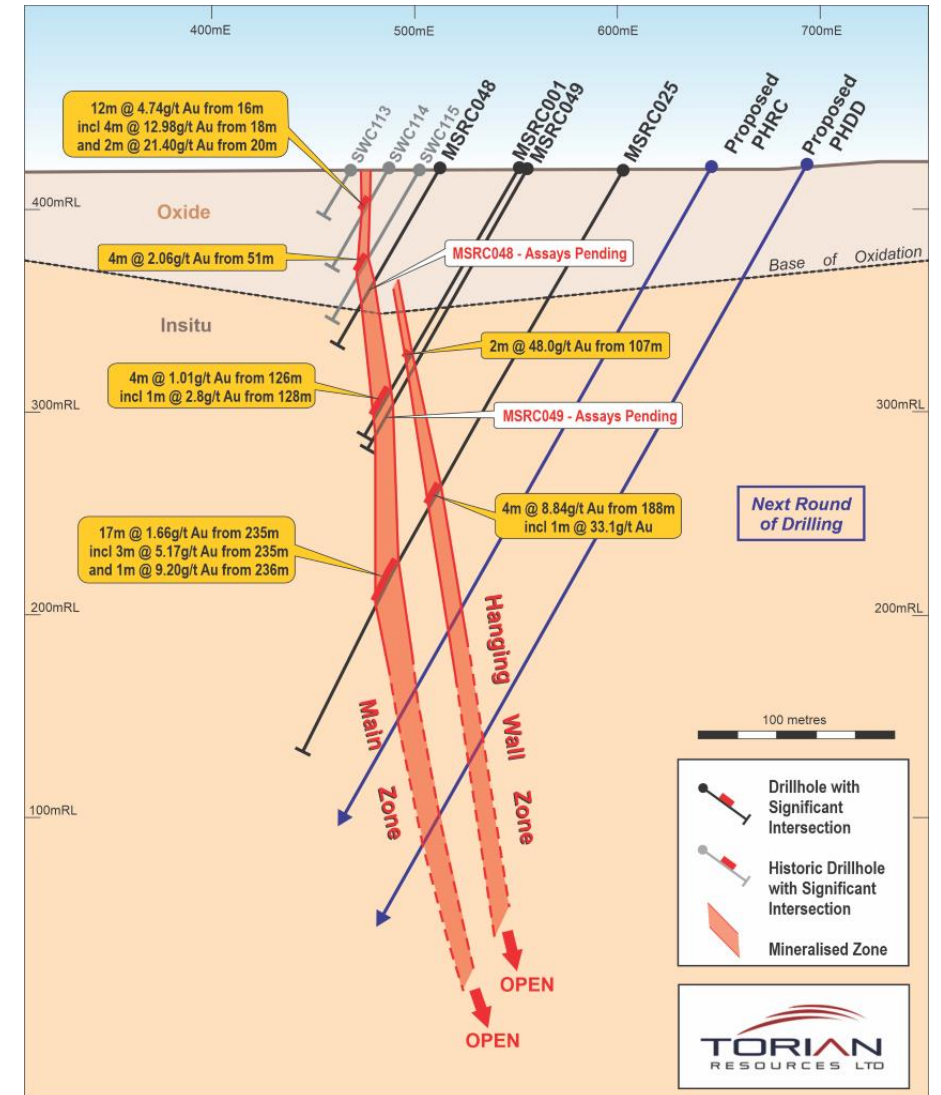 400mE
500mE
600mE
700mE
SWC113
SWC114
SWC115
MSRC048
MSRC001
MSRC049
MSRC025
Proposed
PHRC
Proposed
PHDD
12m @ 4.74g/t Au from 16m
incl 4m @ 12.98g/t Au from 18m
and 2m @ 21.40g/t Au from 20m
400mRL
Oxide
4m @ 2.06g/t Au from 51m
MSRC048 - Assays Pending
Base of Oxidation
Insitu
2m @ 48.0g/t Au from 107m
4m @ 1.01g/t Au from 126m
incl 1m @ 2.8g/t Au from 128m
300mRL
300mRL
MSRC049 - Assays Pending
4m @ 8.84g/t Au from 188m
incl 1m @ 33.1g/t Au
Next Round
of Drilling
17m @ 1.66g/t Au from 235m
incl 3m @ 5.17g/t Au from 235m
and 1m @ 9.20g/t Au from 236m
200mRL
200mRL
Hanging
Wall
Zone
Main
Zone
100 metres
100mRL
Drillhole with
Significant
Intersection
Historic Drillhole
with Significant
Intersection
Mineralised Zone
OPEN
OPEN
TORIAN
RESOURCES LTD